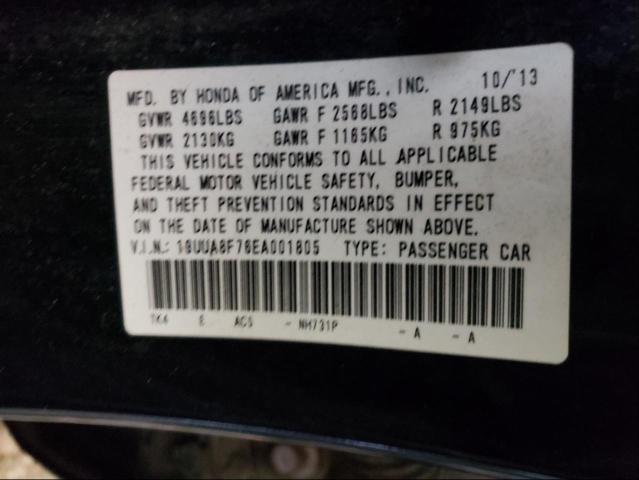 MFD. BY HONDA OF AMERICA MFG., INC. 10/'13
GVWR 4696LBS GAWR F 2568LBS R 2149LBS
GVWR 2130KG GAWR F 1165KG R 975KG
THIS VEHICLE CONFORMS TO ALL APPLICABLE
FEDERAL MOTOR VEHICLE SAFETY, BUMPER,
AND THEFT PREVENTION STANDARDS IN EFFECT
ON THE DATE OF MANUFACTURE SHOWN ABOVE.
V.I.N.: 19UUA8F76EA001805 TYPE: PASSENGER CAR
TK4 E AC5 - NH731P - A - A